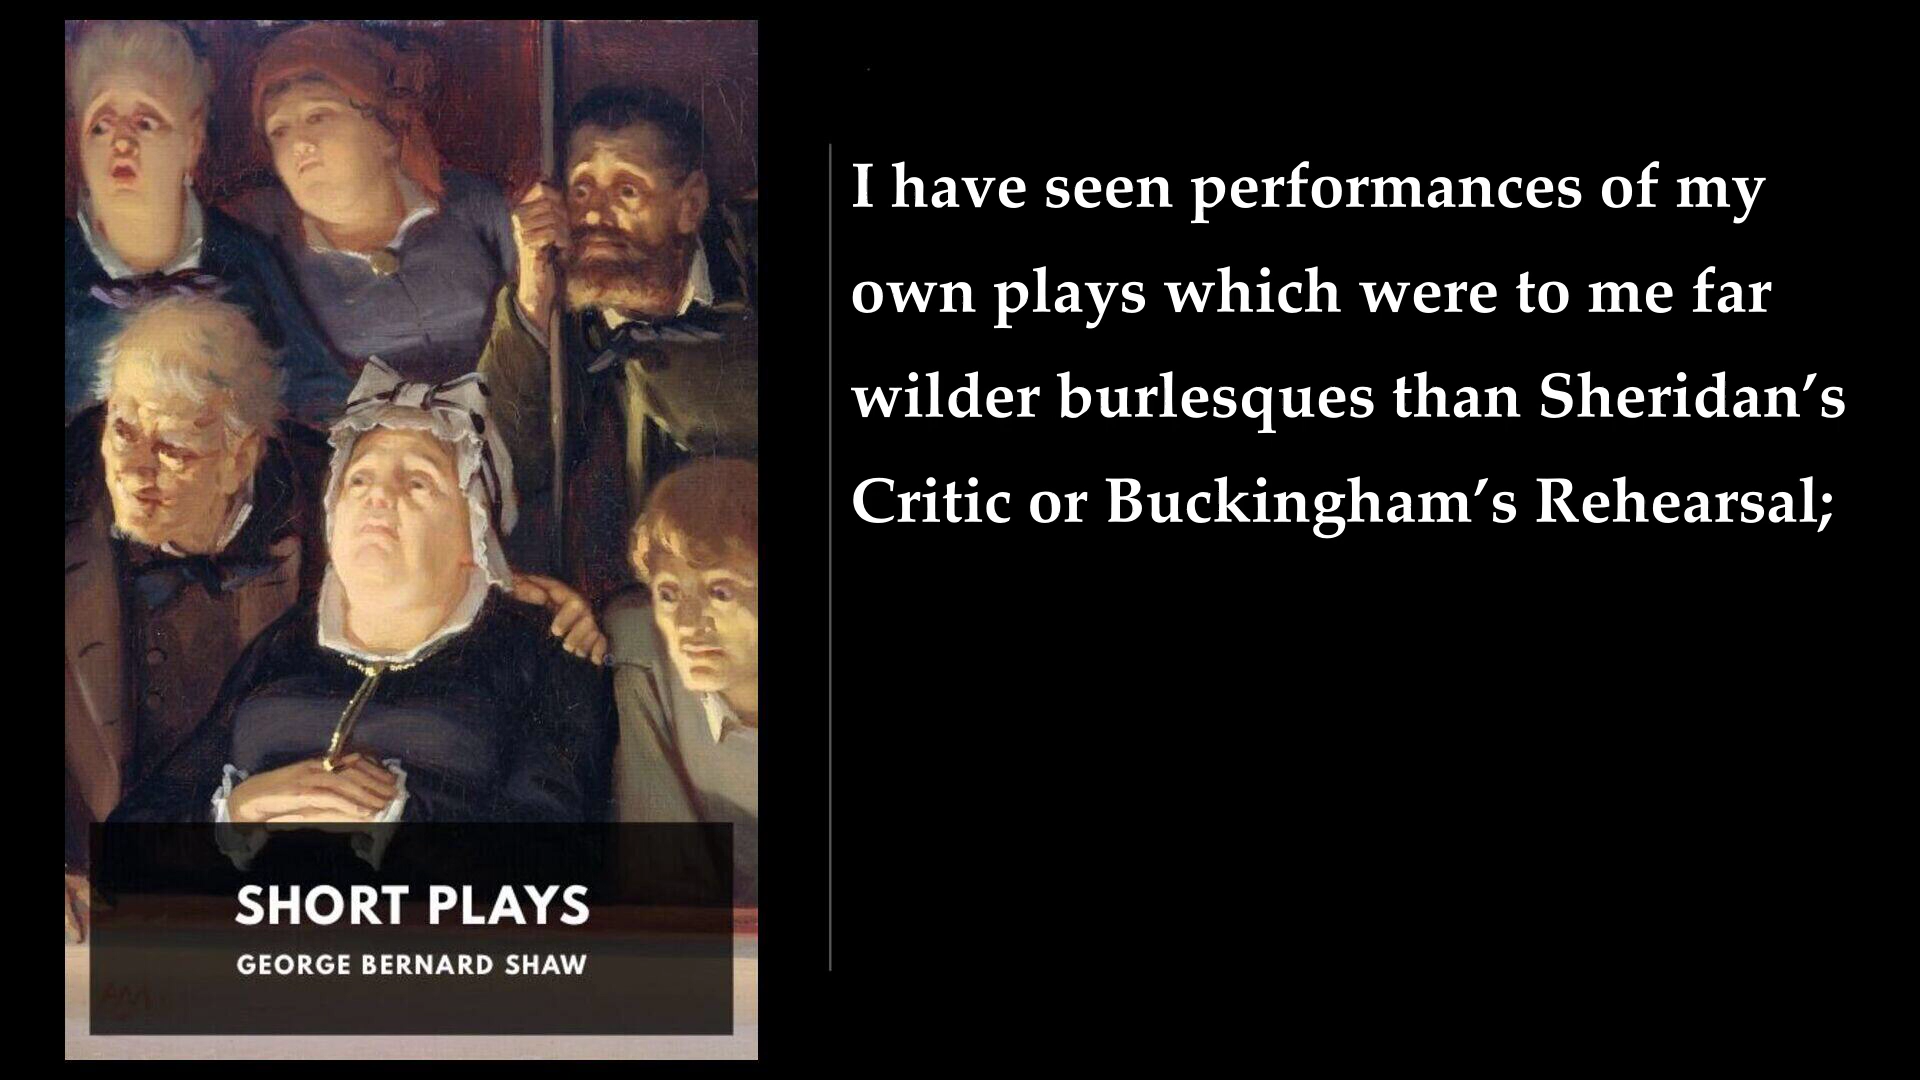 I have seen performances of my
own plays which were to me far
wilder burlesques than Sheridan’s
Critic or Buckingham’s Rehearsal;
SHORT PLAYS
GEORGE BERNARD SHAW